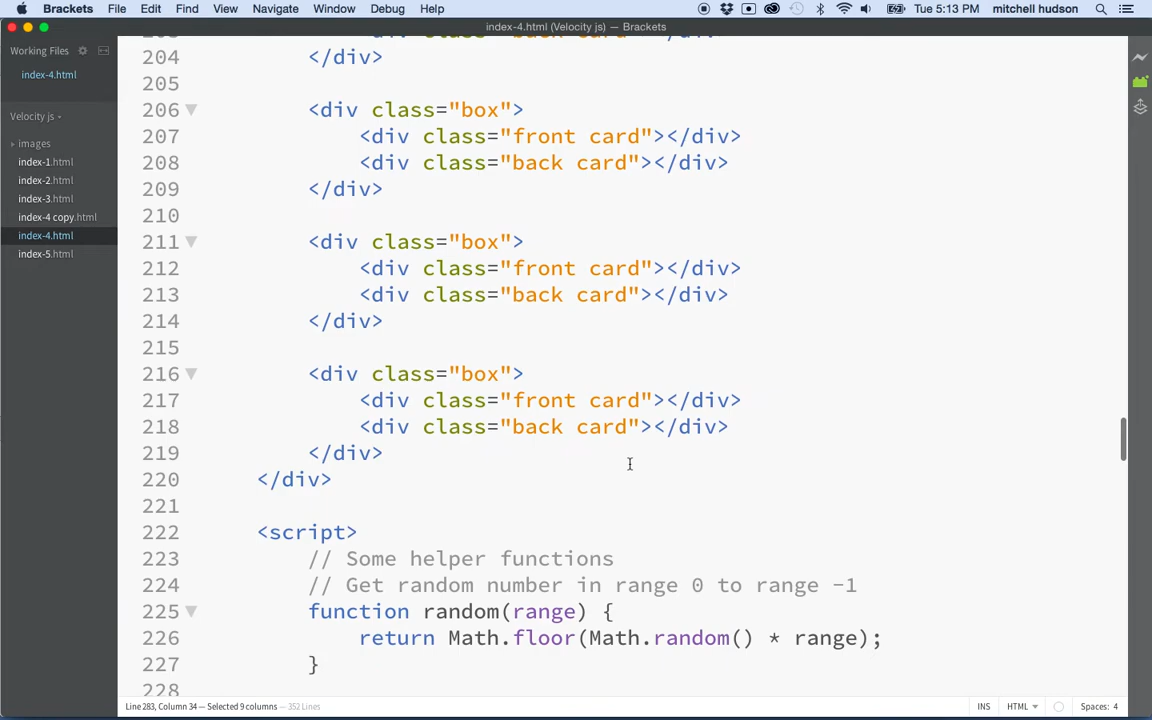 Brackets File Edit Find View Navigate Window Debug Help Tue 5:13 PM mitchell hudson
index-4.html (Velocity js) — Brackets
Working Files
index-4.html
Velocity js
images
index-1.html
index-2.html
index-3.html
index-4 copy.html
index-4.html
index-5.html
204 </div>
205
206 <div class="box">
207 <div class="front card"></div>
208 <div class="back card"></div>
209 </div>
210
211 <div class="box">
212 <div class="front card"></div>
213 <div class="back card"></div>
214 </div>
215
216 <div class="box">
217 <div class="front card"></div>
218 <div class="back card"></div>
219 </div>
220 </div>
221
222 <script>
223 // Some helper functions
224 // Get random number in range 0 to range -1
225 function random(range) {
226 return Math.floor(Math.random() * range);
227 }
228
Line 283, Column 34 — Selected 9 columns — 352 Lines INS HTML Spaces: 4